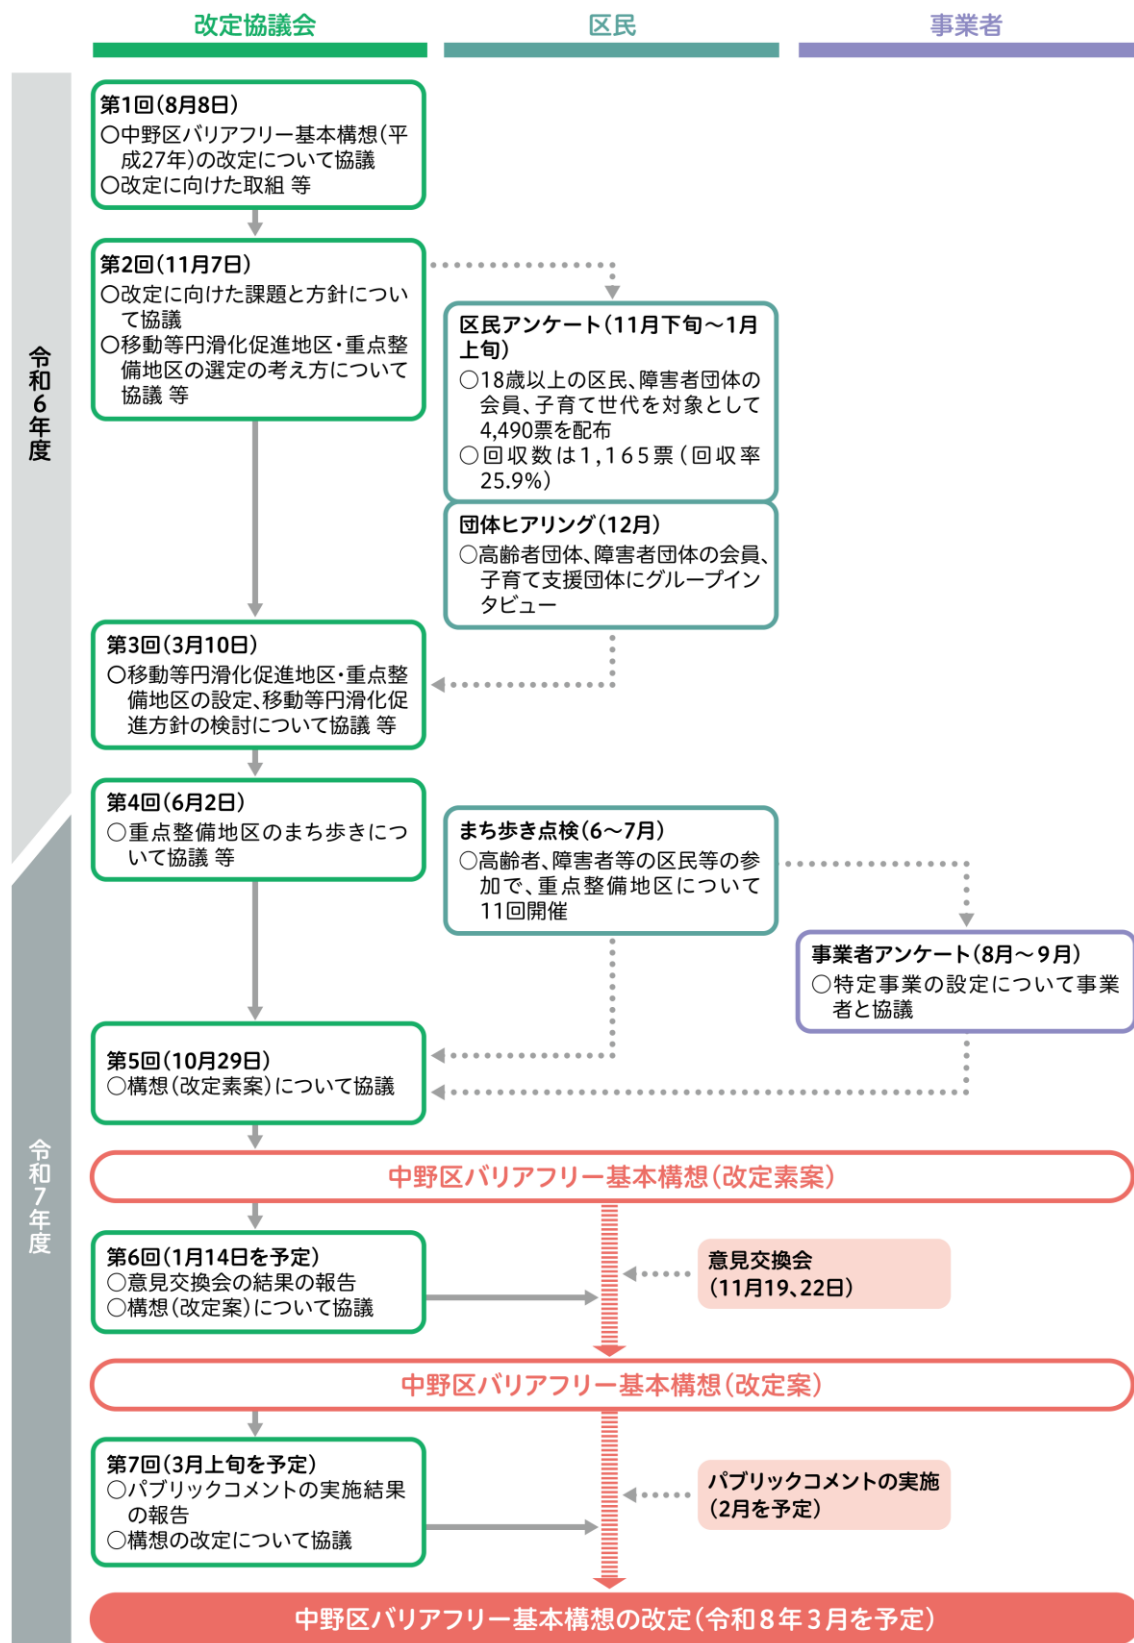 改定協議会
区民
事業者
令和6年度
第1回(8月8日)
○中野区バリアフリー基本構想(平
成27年)の改定について協議
○改定に向けた取組 等
第2回(11月7日)
○改定に向けた課題と方針につい
て協議
○移動等円滑化促進地区・重点整
備地区の選定の考え方について
協議 等
区民アンケート(11月下旬～1月
上旬)
○18歳以上の区民、障害者団体の
会員、子育て世代を対象として
4,490票を配布
○回収数は1,165票(回収率
25.9%)
団体ヒアリング(12月)
○高齢者団体、障害者団体の会員、
子育て支援団体にグループイン
タビュー
第3回(3月10日)
○移動等円滑化促進地区・重点整
備地区の設定、移動等円滑化促
進方針の検討について協議 等
令和7年度
第4回(6月2日)
○重点整備地区のまち歩きにつ
いて協議 等
まち歩き点検(6～7月)
○高齢者、障害者等の区民等の参
加で、重点整備地区について
11回開催
事業者アンケート(8月～9月)
○特定事業の設定について事業
者と協議
第5回(10月29日)
○構想(改定素案)について協議
中野区バリアフリー基本構想(改定素案)
第6回(1月14日を予定)
○意見交換会の結果の報告
○構想(改定案)について協議
意見交換会
(11月19、22日)
中野区バリアフリー基本構想(改定案)
第7回(3月上旬を予定)
○パブリックコメントの実施結果
の報告
○構想の改定について協議
パブリックコメントの実施
(2月を予定)
中野区バリアフリー基本構想の改定(令和8年3月を予定)